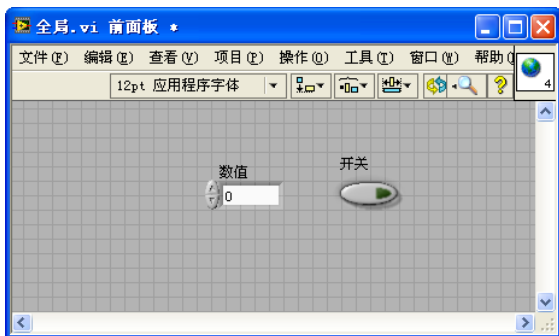 全局.vi 前面板 *
文件(F) 编辑(E) 查看(V) 项目(P) 操作(O) 工具(T) 窗口(W) 帮助(
12pt 应用程序字体
4
数值
开关
0